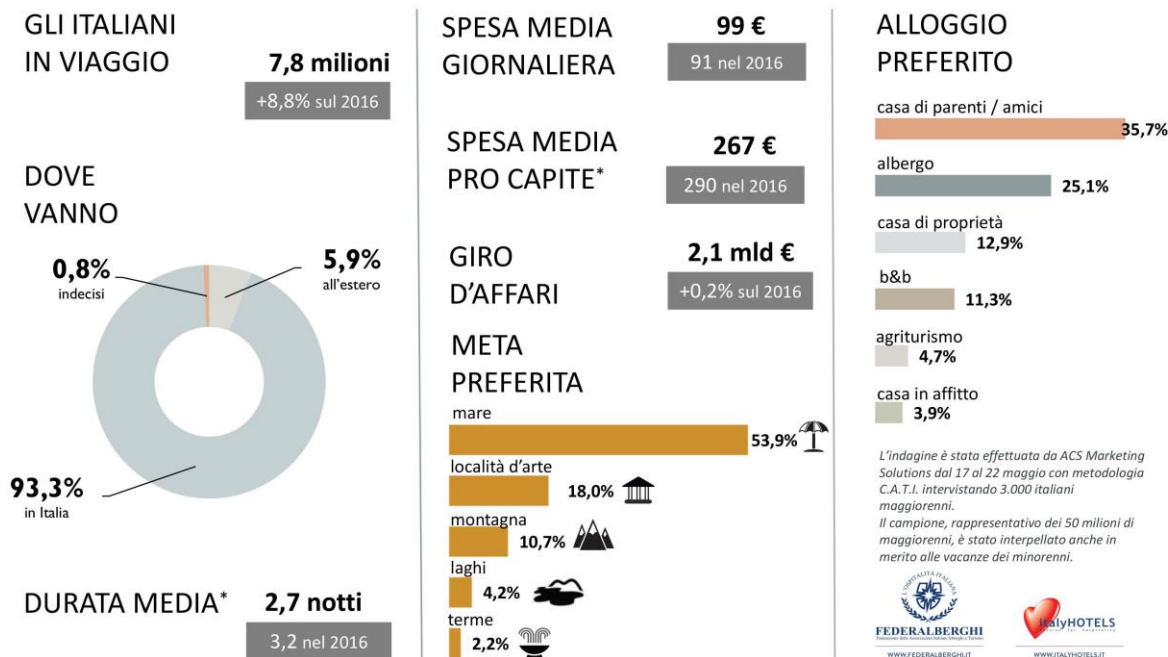 GLI ITALIANI
IN VIAGGIO
7,8 milioni
+8,8% sul 2016
DOVE
VANNO
0,8%
indecisi
5,9%
all'estero
93,3%
in Italia
DURATA MEDIA*
2,7 notti
3,2 nel 2016
SPESA MEDIA
GIORNALIERA
99 €
91 nel 2016
SPESA MEDIA
PRO CAPITE*
267 €
290 nel 2016
GIRO
D'AFFARI
2,1 mld €
+0,2% sul 2016
META
PREFERITA
mare
53,9%
località d'arte
18,0%
montagna
10,7%
laghi
4,2%
terme
2,2%
ALLOGGIO
PREFERITO
casa di parenti / amici
35,7%
albergo
25,1%
casa di proprietà
12,9%
b&b
11,3%
agriturismo
4,7%
casa in affitto
3,9%
L'indagine è stata effettuata da ACS Marketing
Solutions dal 17 al 22 maggio con metodologia
C.A.T.I. intervistando 3.000 italiani
maggiorenni.
Il campione, rappresentativo dei 50 milioni di
maggiorenni, è stato interpellato anche in
merito alle vacanze dei minorenni.
L'OSPITALITÀ ITALIANA
FEDERALBERGHI
WWW.FEDERALBERGHI.IT
ItalyHOTELS
WWW.ITALYHOTELS.IT